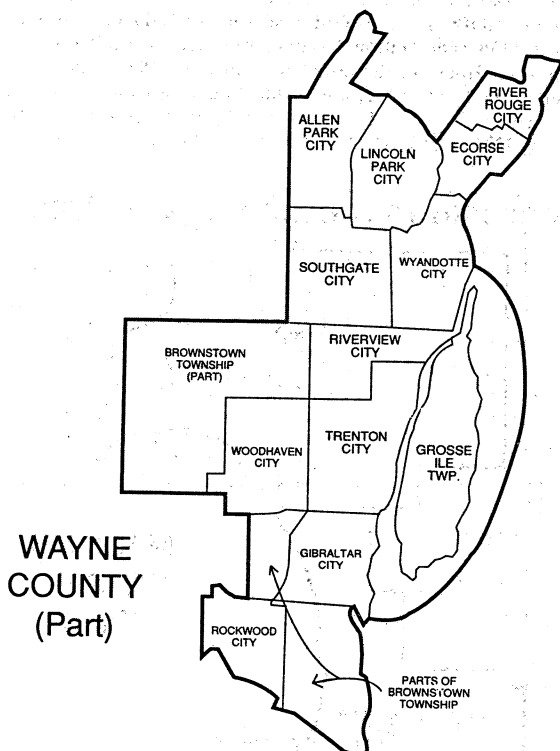 RIVER
ROUGE
CITY
ALLEN
PARK
CITY
LINCOLN
PARK
CITY
ECORSE
CITY
SOUTHGATE
CITY
WYANDOTTE
CITY
RIVERVIEW
CITY
BROWNSTOWN
TOWNSHIP
(PART)
TRENTON
CITY
WOODHAVEN
CITY
GROSSE
ILE
TWP.
WAYNE
COUNTY
(Part)
GIBRALTAR
CITY
ROCKWOOD
CITY
PARTS OF
BROWNSTOWN
TOWNSHIP